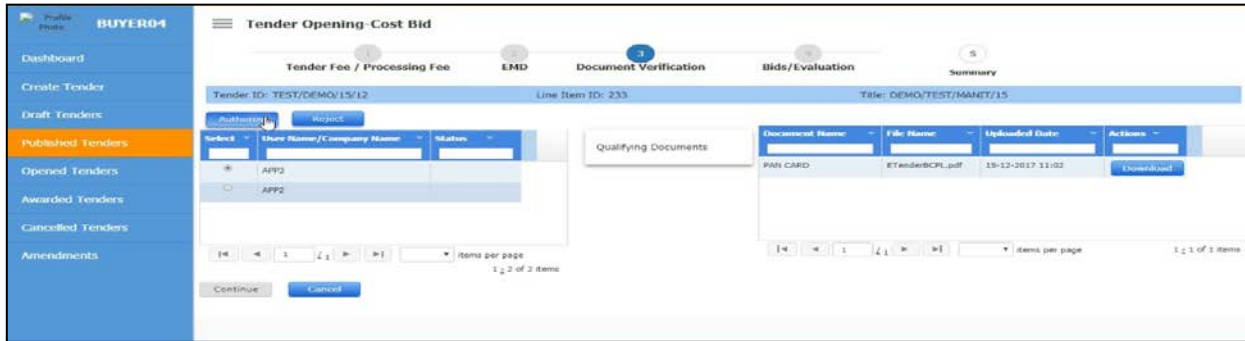 Profile Photo
BUYER04
Tender Opening-Cost Bid
Dashboard
Create Tender
Draft Tenders
Published Tenders
Opened Tenders
Awarded Tenders
Cancelled Tenders
Amendments
1
Tender Fee / Processing Fee
2
EMD
3
Document Verification
4
Bids/Evaluation
5
Summary
Tender ID: TEST/DEMO/15/12 Line Item ID: 233 Title: DEMO/TEST/MANIT/15
Reject
Select User Name/Company Name Status
APP2
APP2
1 / 1 items per page
1 - 2 of 2 items
Qualifying Documents
Document Name File Name Uploaded Date Actions
PAN CARD ETenderBCPL.pdf 15-12-2017 11:02 Download
1 / 1 items per page 1 - 1 of 1 items
Continue Cancel